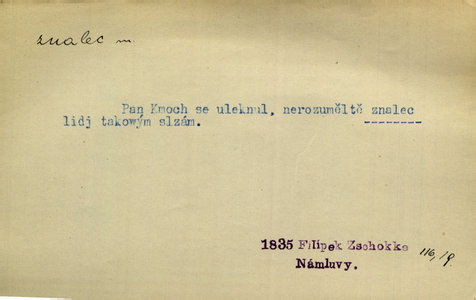 znalec m.
Pan Kmoch se uleknul, nerozuměltě znalec
lidj takowým slzám.
1835 Filípek Zschokke 116, 19.
Námluvy.